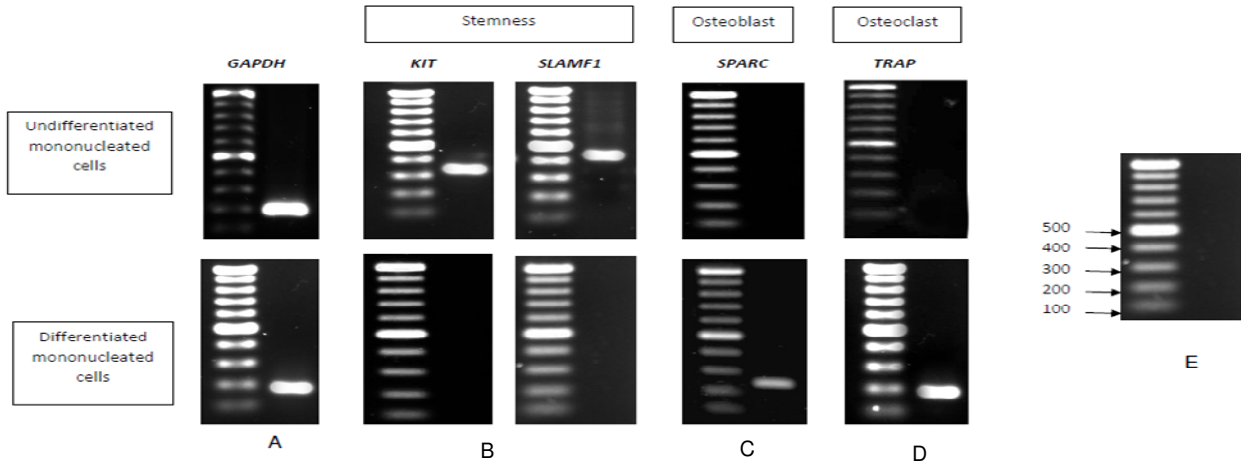 Stemness
Osteoblast
Osteoclast
GAPDH
KIT
SLAMF1
SPARC
TRAP
Undifferentiated
mononucleated
cells
500
400
300
200
100
Differentiated
mononucleated
cells
A
B
C
D
E